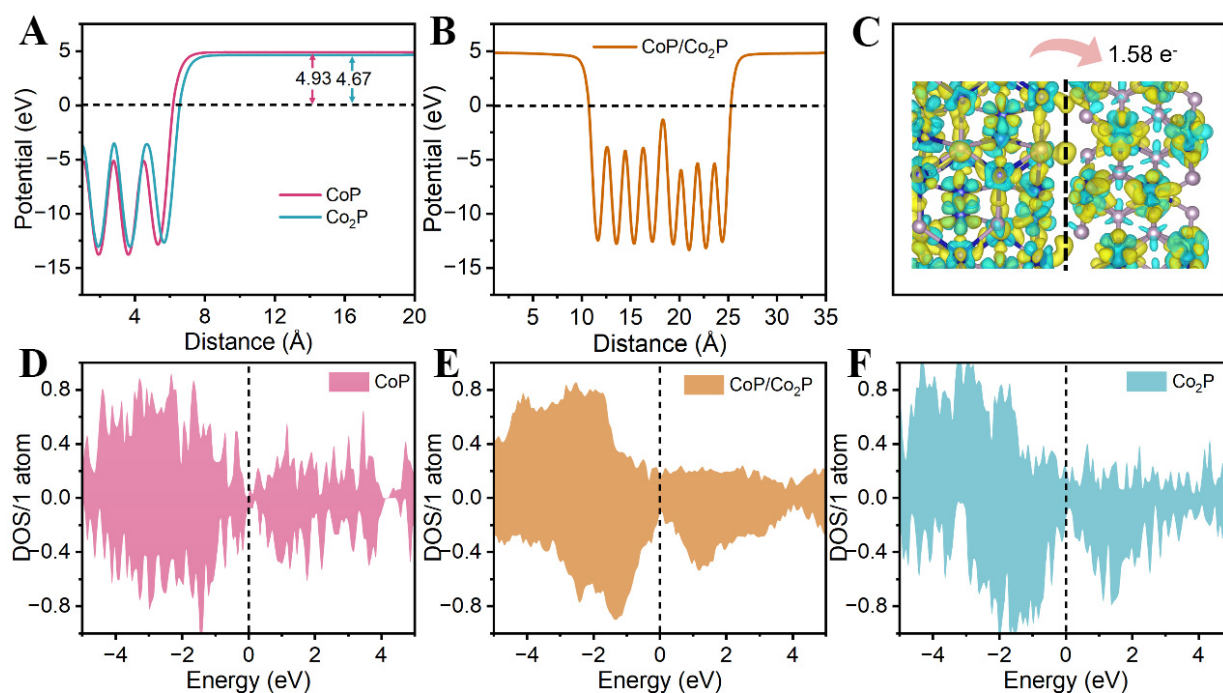 A
Potential (eV)
5
0
−5
−10
−15
4.93
4.67
CoP
Co₂P
4
8
12
16
20
Distance (Å)
B
Potential (eV)
5
0
−5
−10
−15
CoP/Co₂P
5
10
15
20
25
30
35
Distance (Å)
C
1.58 e⁻
D
DOS/1 atom
0.8
0.4
0.0
−0.4
−0.8
CoP
−4
−2
0
2
4
Energy (eV)
E
DOS/1 atom
0.8
0.4
0.0
−0.4
−0.8
CoP/Co₂P
−4
−2
0
2
4
Energy (eV)
F
DOS/1 atom
0.8
0.4
0.0
−0.4
−0.8
Co₂P
−4
−2
0
2
4
Energy (eV)